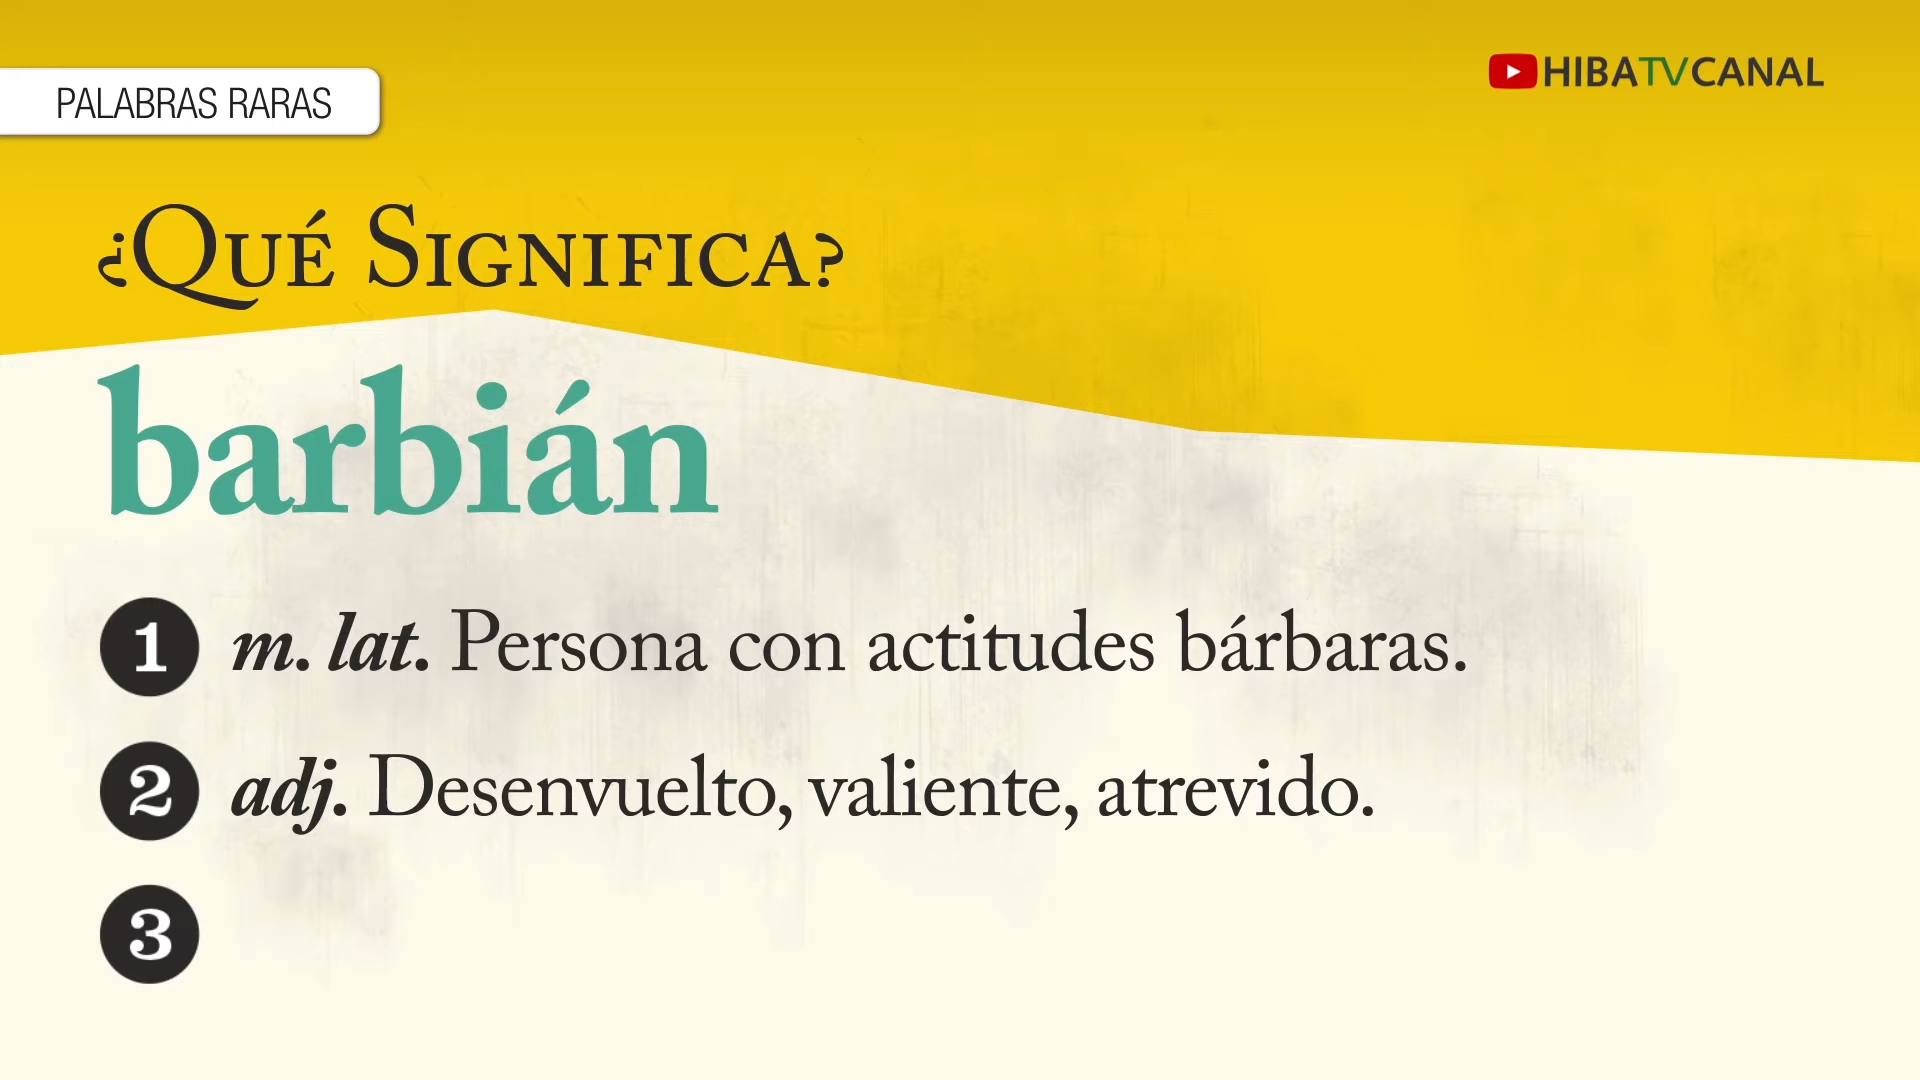 PALABRAS RARAS
HIBATVCANAL
¿QUÉ SIGNIFICA?
barbián
1 m. lat. Persona con actitudes bárbaras.
2 adj. Desenvuelto, valiente, atrevido.
3